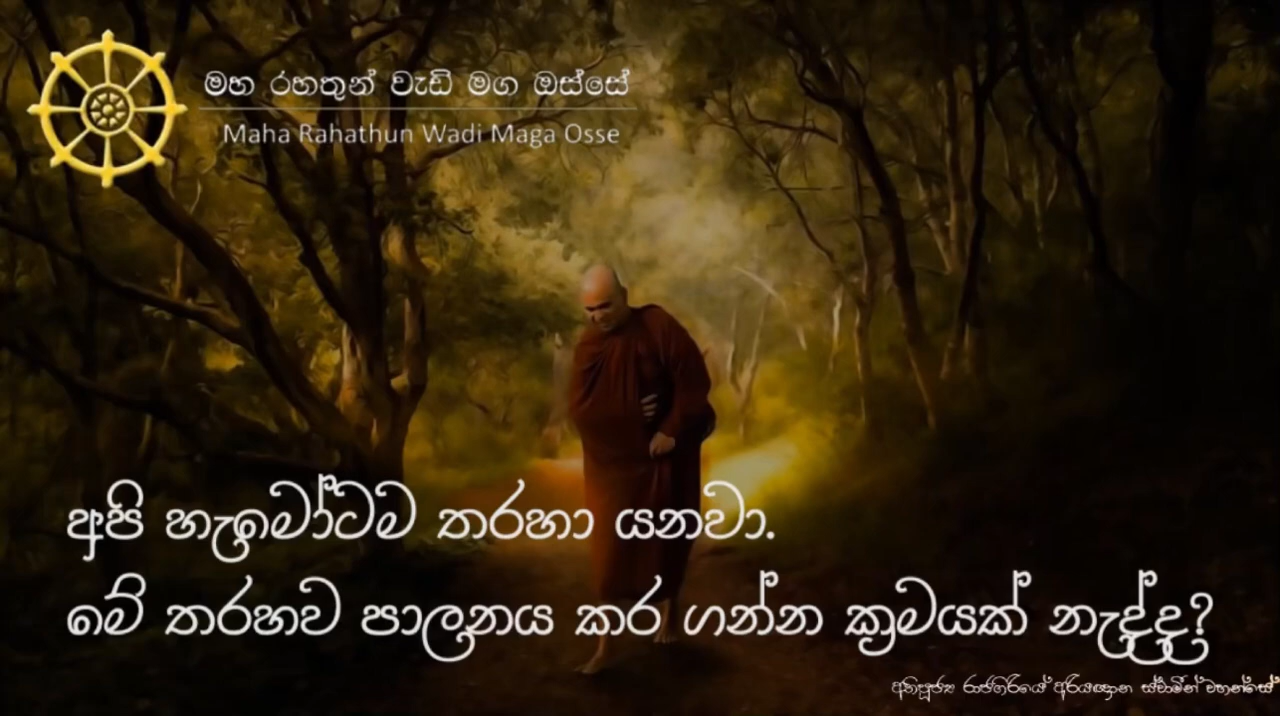 මහ රහතුන් වැඩි මග ඔස්සේ
Maha Rahathun Wadi Maga Osse
අපි හැමෝටම තරහා යනවා.
මේ තරහව පාලනය කර ගන්න ක්‍රමයක් නැද්ද?
අතිපූජ්‍ය රාජගිරියේ අරියඤාන ස්වාමීන් වහන්සේ